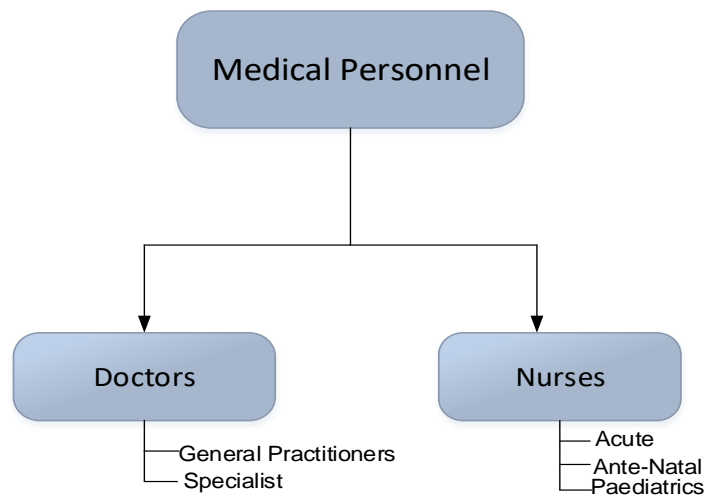 Medical Personnel
Doctors
General Practitioners
Specialist
Nurses
Acute
Ante-Natal
Paediatrics